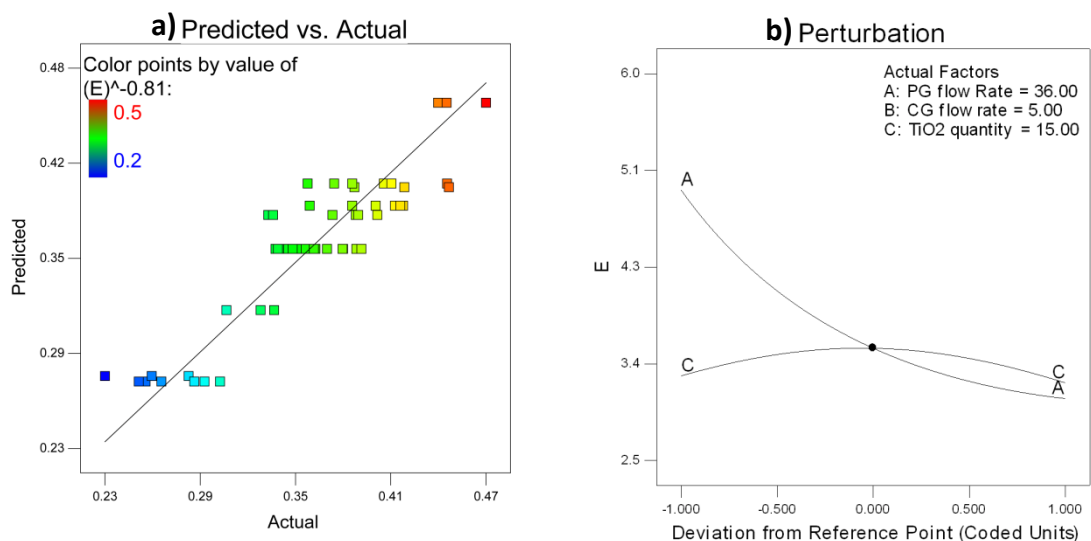 a) Predicted vs. Actual
Color points by value of
(E)^-0.81:
0.5
0.2
0.48
0.42
0.35
0.29
0.23
Predicted
0.23 0.29 0.35 0.41 0.47
Actual
b) Perturbation
Actual Factors
A: PG flow Rate = 36.00
B: CG flow rate = 5.00
C: TiO2 quantity = 15.00
6.0
5.1
4.3
3.4
2.5
E
A
C
C
A
-1.000 -0.500 0.000 0.500 1.000
Deviation from Reference Point (Coded Units)